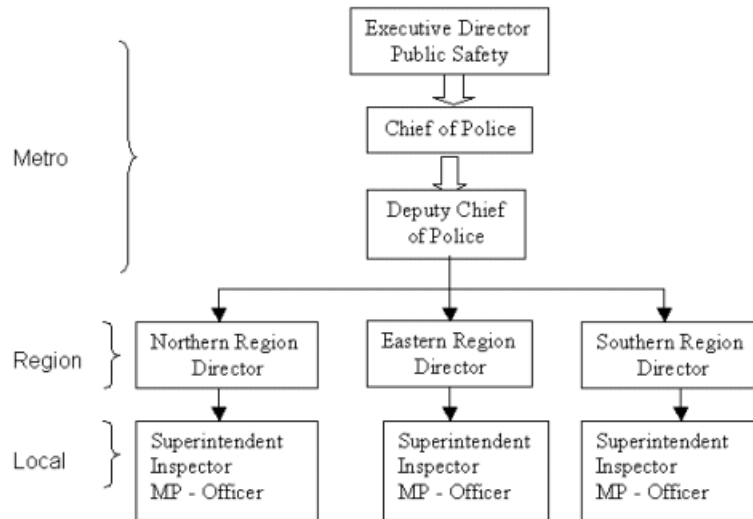 Executive Director
Public Safety
Chief of Police
Metro
Deputy Chief
of Police
Region
Northern Region
Director
Eastern Region
Director
Southern Region
Director
Local
Superintendent
Inspector
MP - Officer
Superintendent
Inspector
MP - Officer
Superintendent
Inspector
MP - Officer